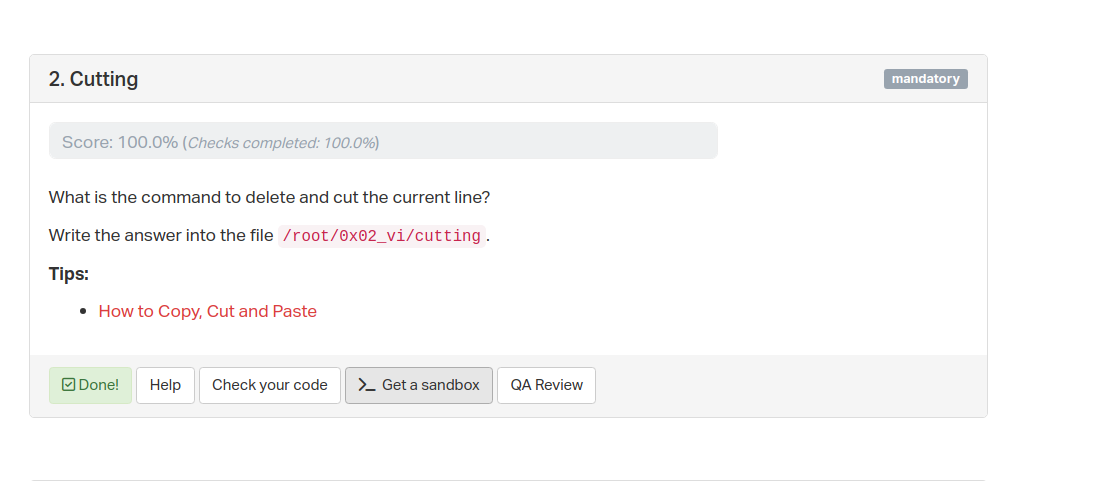 2. Cutting
mandatory
Score: 100.0% (Checks completed: 100.0%)
What is the command to delete and cut the current line?
Write the answer into the file /root/0x02_vi/cutting .
Tips:
How to Copy, Cut and Paste
Done! Help Check your code Get a sandbox QA Review